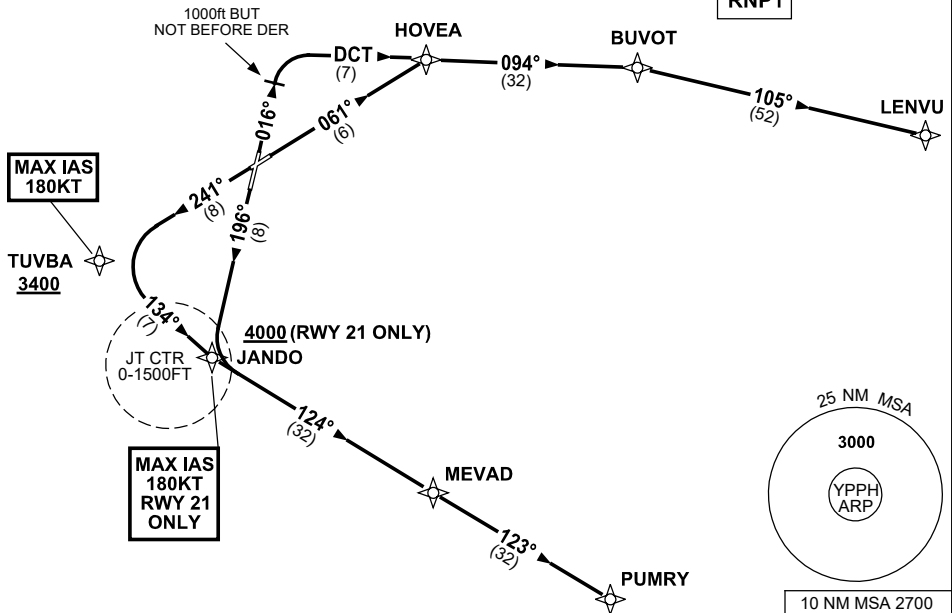 RNP1
1000ft BUT
NOT BEFORE DER
HOVEA
BUVOT
LENVU
DCT
(7)
094°
(32)
105°
(52)
016°
061°
(6)
241°
(8)
196°
(8)
MAX IAS
180KT
TUVBA
3400
134°
(7)
4000 (RWY 21 ONLY)
JANDO
JT CTR
0-1500FT
124°
(32)
MAX IAS
180KT
RWY 21
ONLY
MEVAD
123°
(32)
PUMRY
25 NM MSA
3000
YPPH
ARP
10 NM MSA 2700